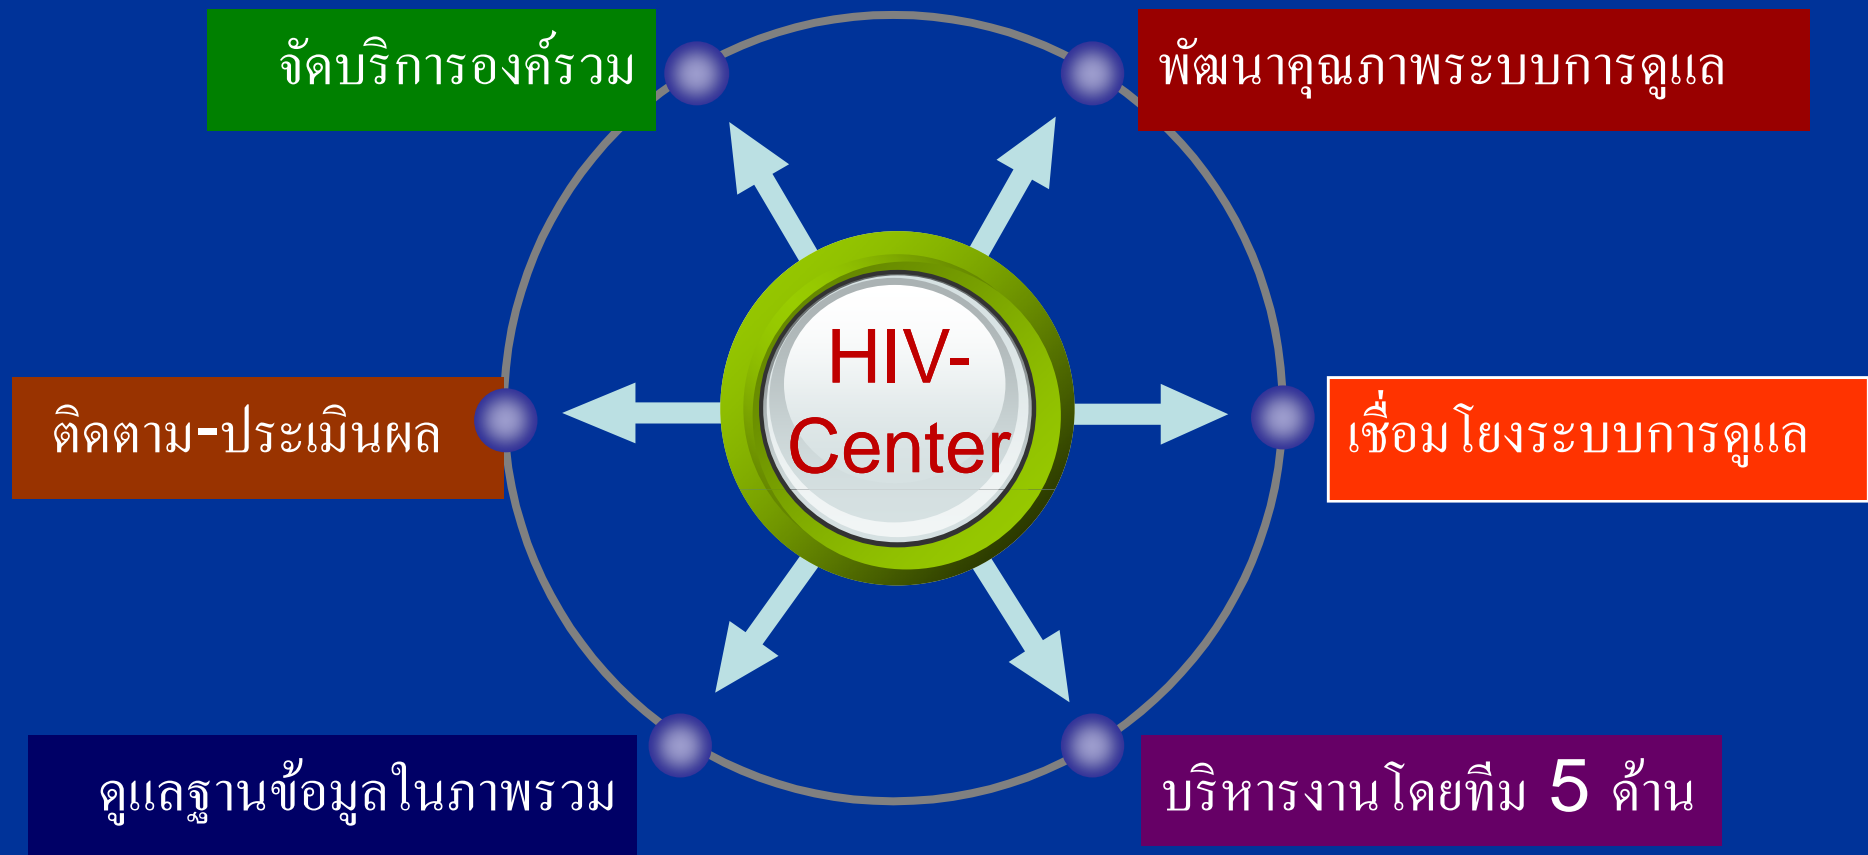 จัดบริการองค์รวม
พัฒนาคุณภาพระบบการดูแล
HIV-
Center
ติดตาม-ประเมินผล
เชื่อมโยงระบบการดูแล
ดูแลฐานข้อมูลในภาพรวม
บริหารงานโดยทีม 5 ด้าน